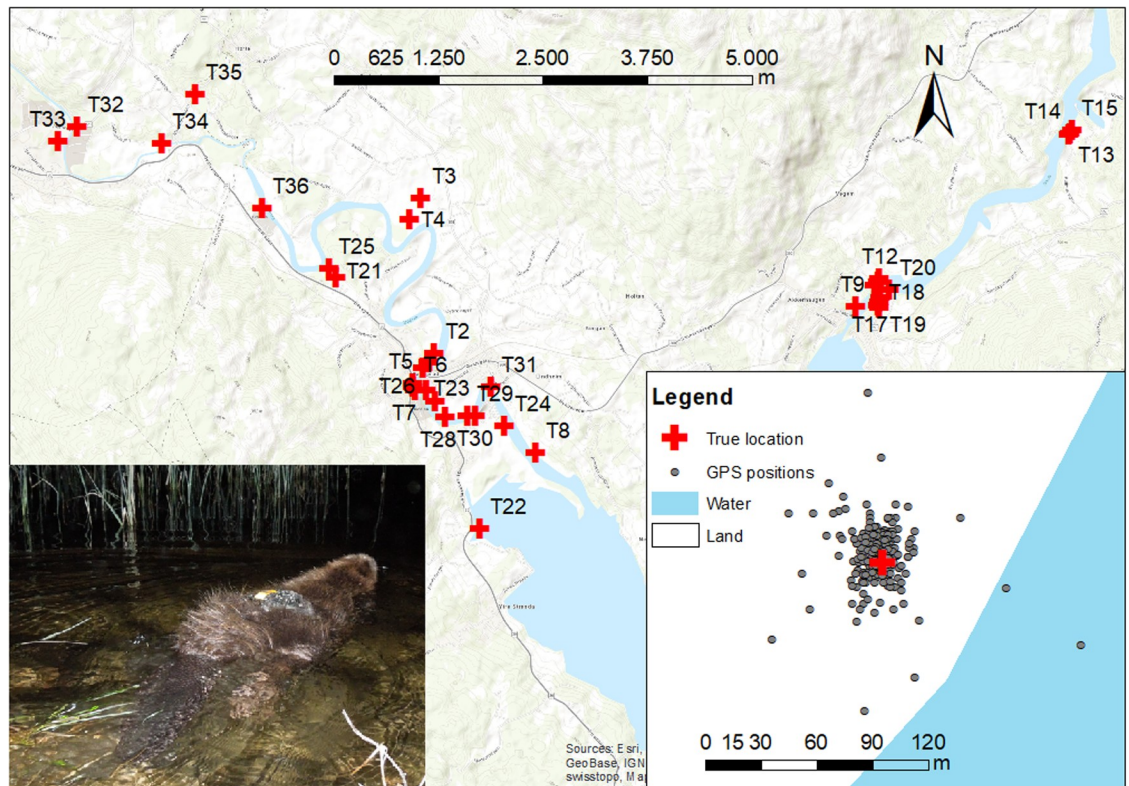 0 625 1.250 2.500 3.750 5.000
m
N
T35
T33 T32
T34
T14 T15
T13
T3
T36
T4
T25
T21
T12 T20
T9
T18
T17 T19
T2
T5 T6
T31
T26 T23 T29
T7 T24
T28 T30 T8
T22
Legend
True location
GPS positions
Water
Land
0 15 30 60 90 120
m
Sources: Esri,
GeoBase, IGN
swisstopo, Ma